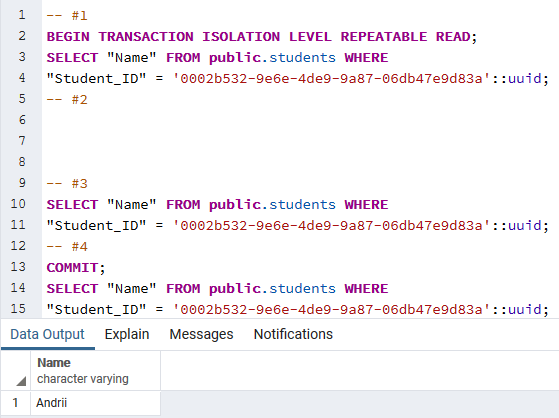 1 -- #1
2 BEGIN TRANSACTION ISOLATION LEVEL REPEATABLE READ;
3 SELECT "Name" FROM public.students WHERE
4 "Student_ID" = '0002b532-9e6e-4de9-9a87-06db47e9d83a'::uuid;
5 -- #2
6
7
8
9 -- #3
10 SELECT "Name" FROM public.students WHERE
11 "Student_ID" = '0002b532-9e6e-4de9-9a87-06db47e9d83a'::uuid;
12 -- #4
13 COMMIT;
14 SELECT "Name" FROM public.students WHERE
15 "Student_ID" = '0002b532-9e6e-4de9-9a87-06db47e9d83a'::uuid;
Data Output Explain Messages Notifications
Name
character varying
1 Andrii